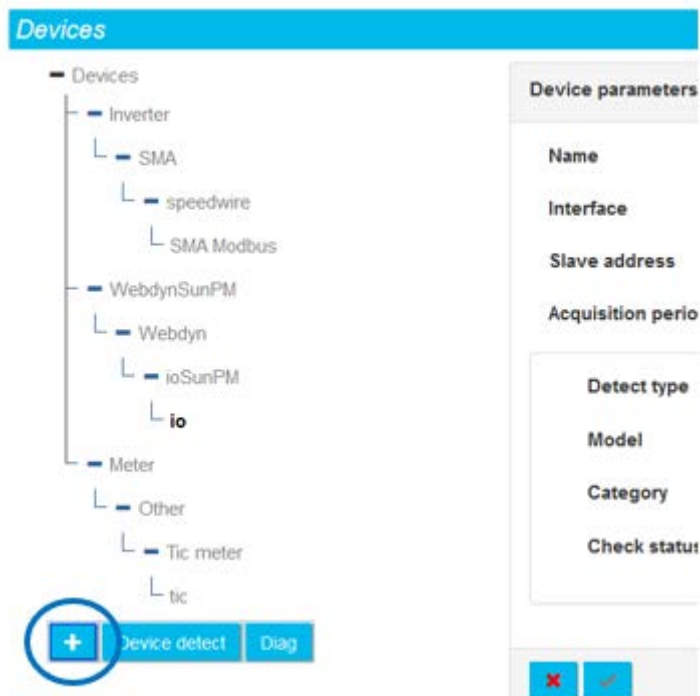 Devices
Devices
Inverter
SMA
speedwire
SMA Modbus
WebdynSunPM
Webdyn
ioSunPM
io
Meter
Other
Tic meter
tic
+ Device detect Diag
Device parameters
Name
Interface
Slave address
Acquisition perio
Detect type
Model
Category
Check status